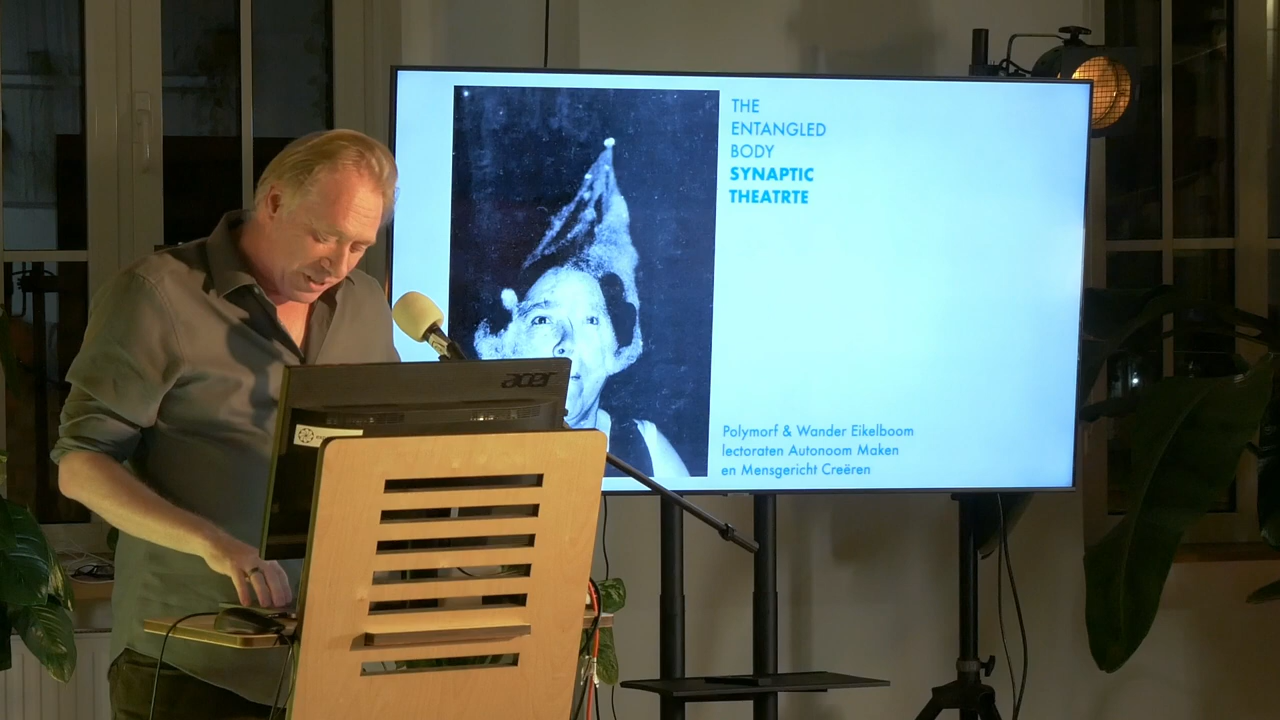 THE
ENTANGLED
BODY
SYNAPTIC
THEATRTE
Polymorf & Wander Eikelboom
lectoraten Autonoom Maken
en Mensgericht Creëren
acer